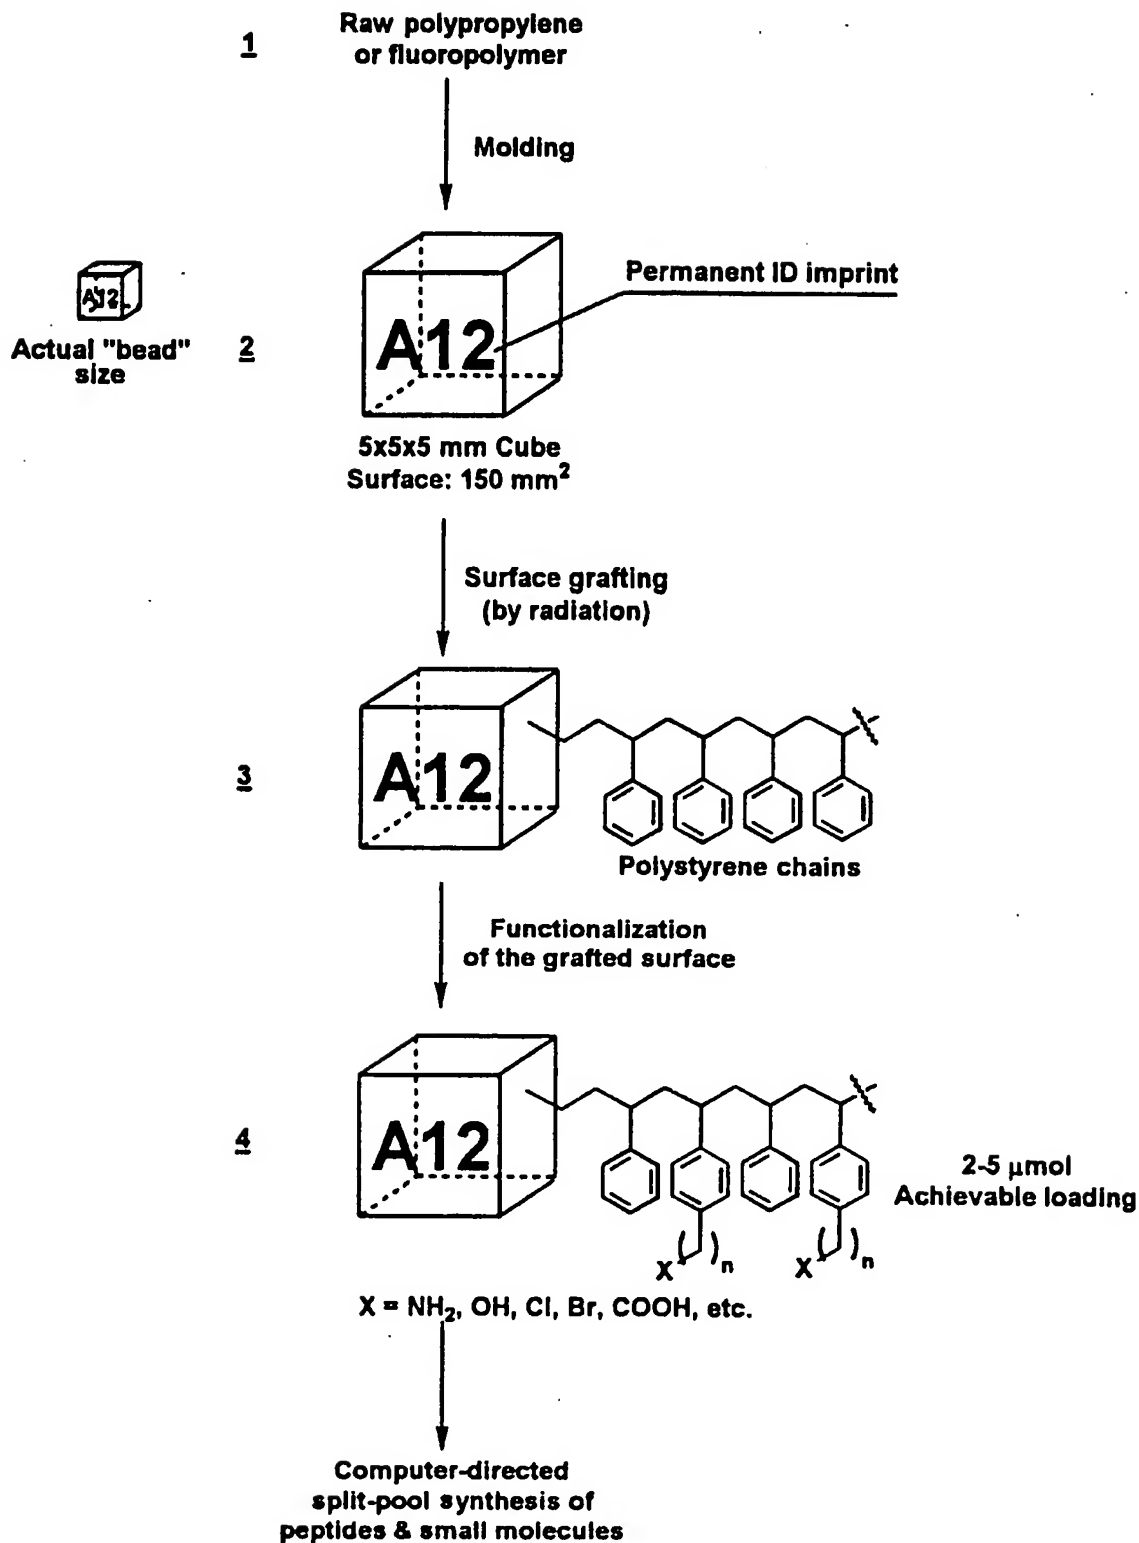 1
Raw polypropylene
or fluoropolymer
Molding
A12
Permanent ID imprint
Actual "bead"
size
2
A12
5x5x5 mm Cube
Surface: 150 mm²
Surface grafting
(by radiation)
3
A12
Polystyrene chains
Functionalization
of the grafted surface
4
A12
2-5 µmol
Achievable loading
X ( )n X ( )n
X = NH₂, OH, Cl, Br, COOH, etc.
Computer-directed
split-pool synthesis of
peptides & small molecules